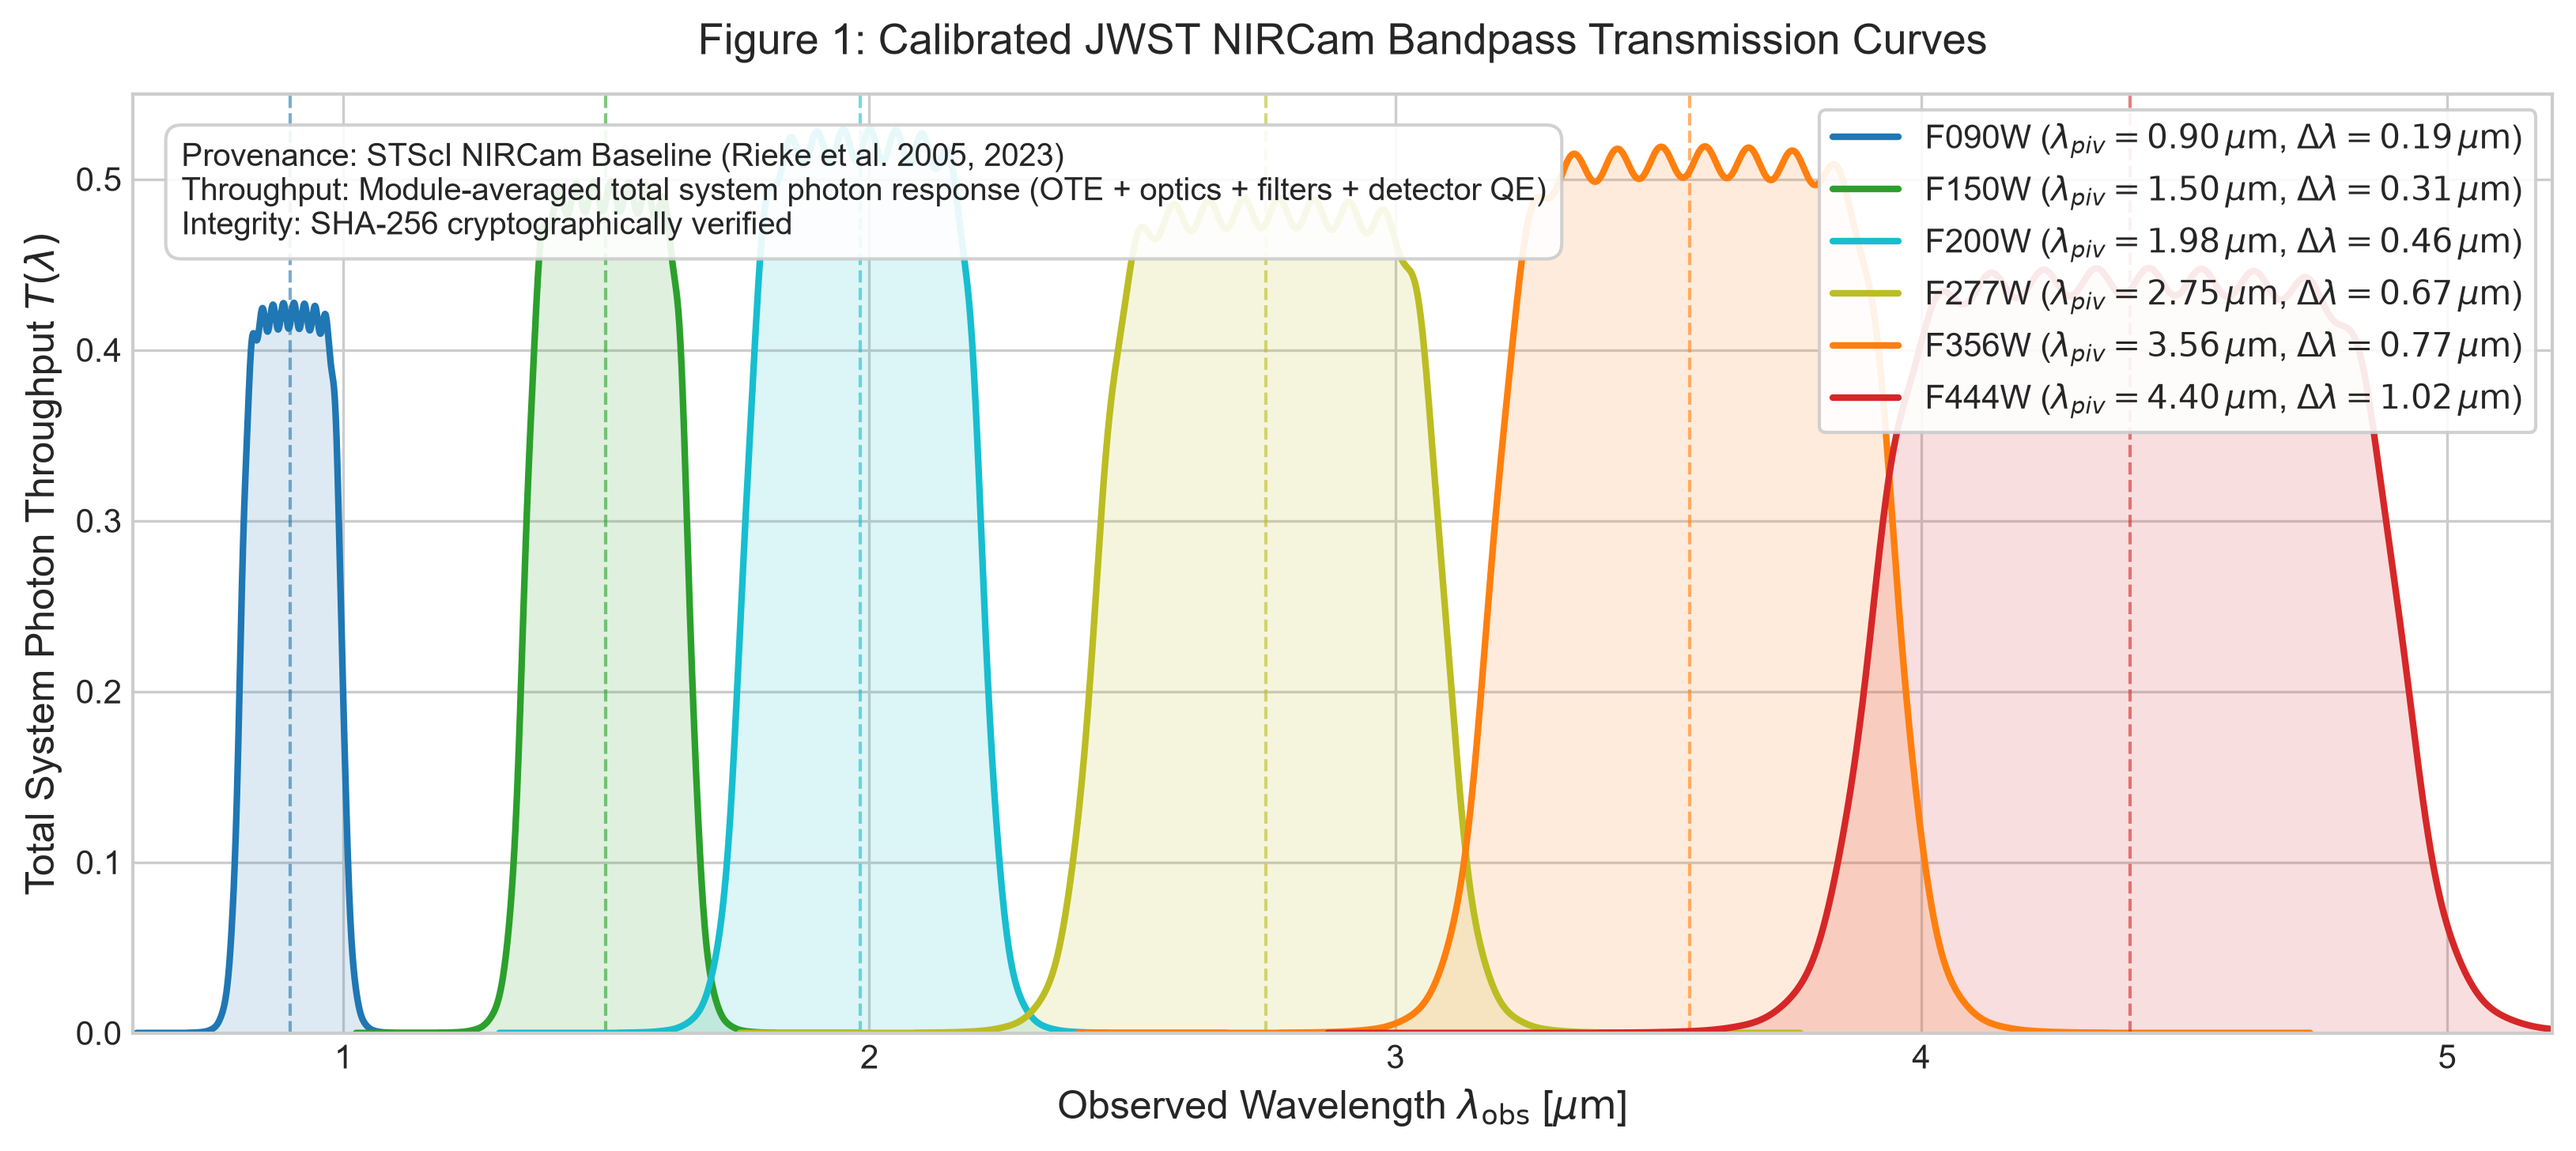 Figure 1: Calibrated JWST NIRCam Bandpass Transmission Curves
Provenance: STScI NIRCam Baseline (Rieke et al. 2005, 2023)
Throughput: Module-averaged total system photon response (OTE + optics + filters + detector QE)
Integrity: SHA-256 cryptographically verified
F090W (λpiv = 0.90 μm, Δλ = 0.19 μm)
F150W (λpiv = 1.50 μm, Δλ = 0.31 μm)
F200W (λpiv = 1.98 μm, Δλ = 0.46 μm)
F277W (λpiv = 2.75 μm, Δλ = 0.67 μm)
F356W (λpiv = 3.56 μm, Δλ = 0.77 μm)
F444W (λpiv = 4.40 μm, Δλ = 1.02 μm)
Total System Photon Throughput T(λ)
0.5
0.4
0.3
0.2
0.1
0.0
1 2 3 4 5
Observed Wavelength λobs [μm]